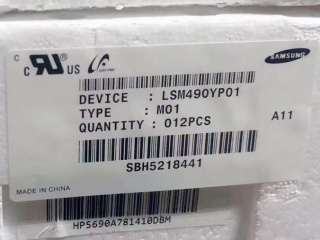 C
C US
SAMSUNG
DEVICE : LSM490YP01
TYPE : M01
QUANTITY : 012PCS
A11
SBH5218441
MADE IN CHINA
HP5690A781410DBM